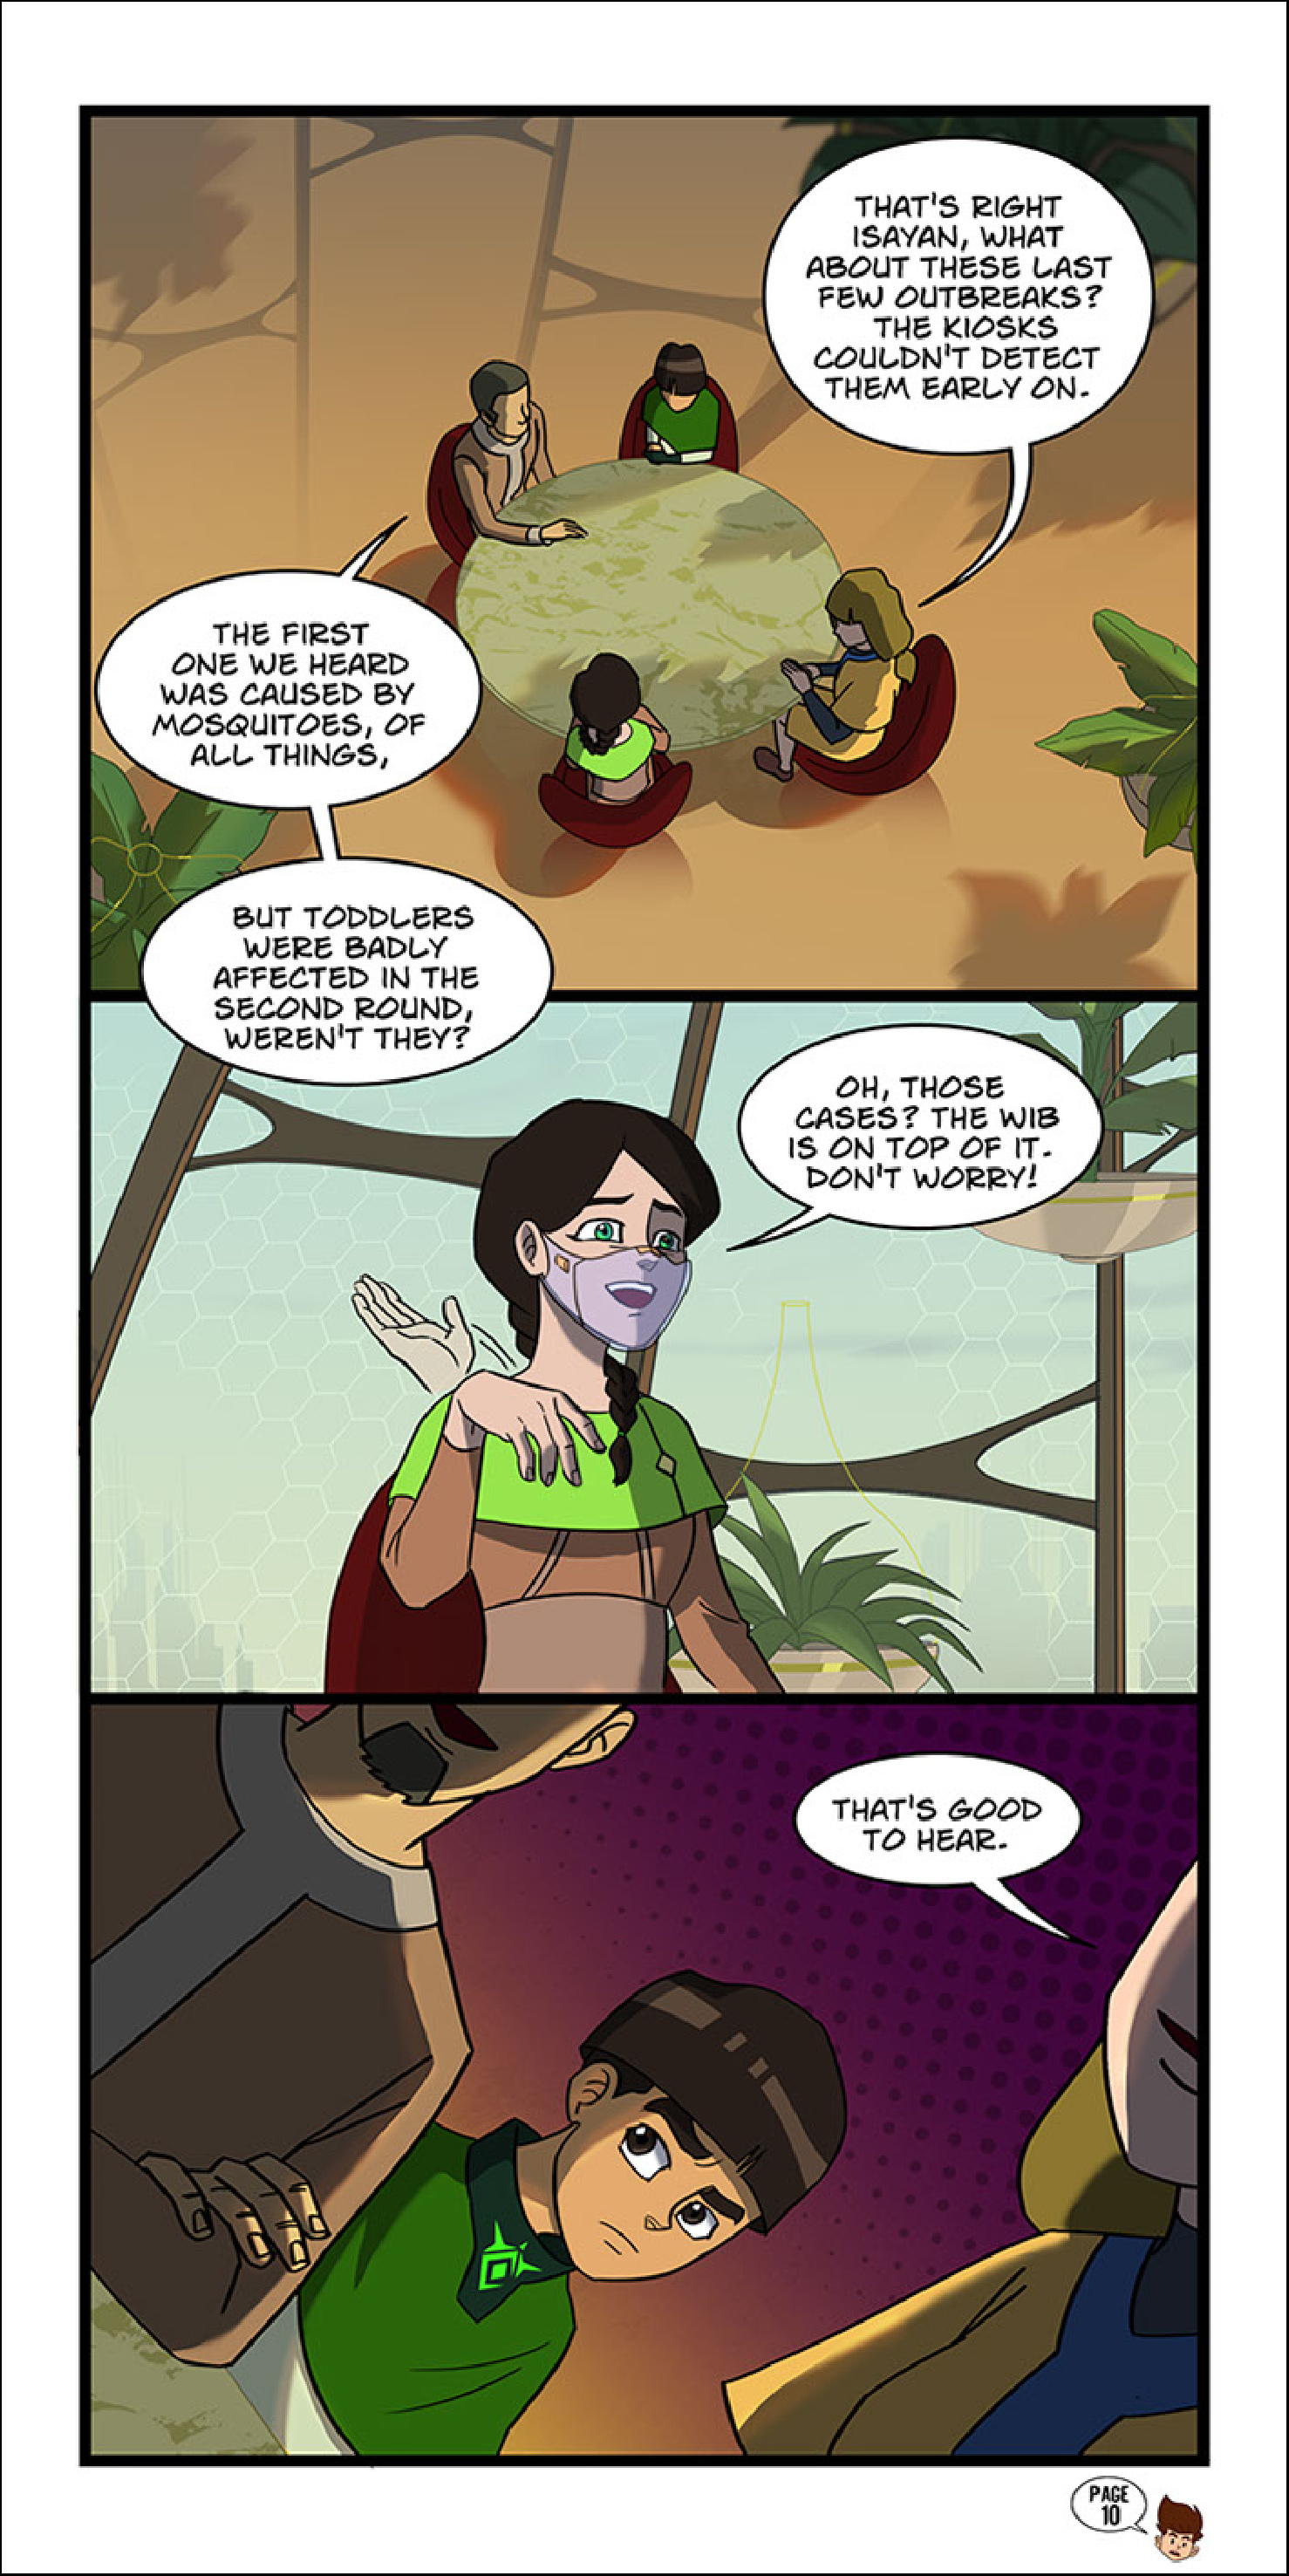 THAT'S RIGHT
ISAYAN, WHAT
ABOUT THESE LAST
FEW OUTBREAKS?
THE KIOSKS
COULDN'T DETECT
THEM EARLY ON.
THE FIRST
ONE WE HEARD
WAS CAUSED BY
MOSQUITOES, OF
ALL THINGS,
BUT TODDLERS
WERE BADLY
AFFECTED IN THE
SECOND ROUND,
WEREN'T THEY?
OH, THOSE
CASES? THE WIB
IS ON TOP OF IT.
DON'T WORRY!
THAT'S GOOD
TO HEAR.
PAGE
10